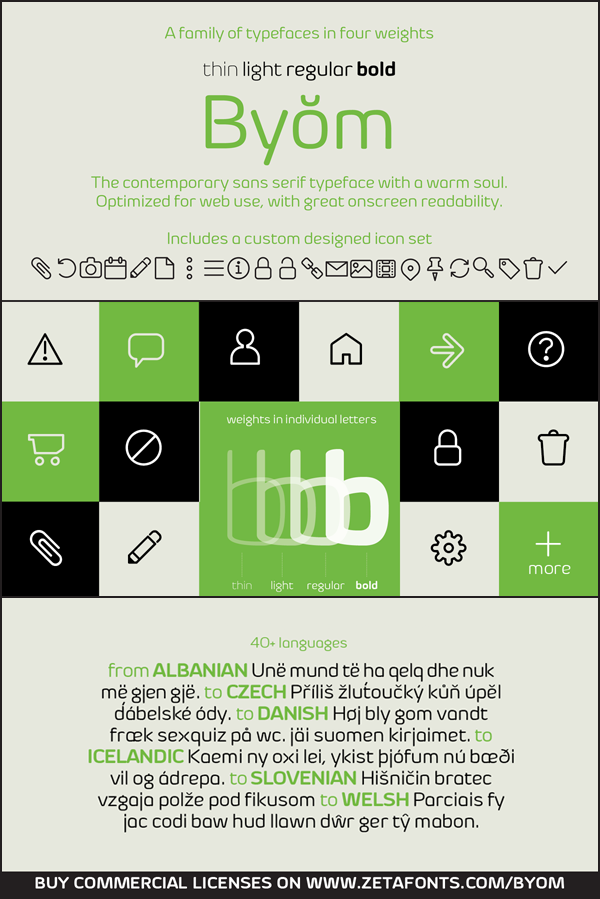 A family of typefaces in four weights
thin light regular bold
Byŏm
The contemporary sans serif typeface with a warm soul.
Optimized for web use, with great onscreen readability.
Includes a custom designed icon set
weights in individual letters
b b b b
thin light regular bold
more
40+ languages
from ALBANIAN Unë mund të ha qelq dhe nuk
më gjen gjë. to CZECH Příliš žluťoučký kůň úpěl
ďábelské ódy. to DANISH Høj bly gom vandt
fræk sexquiz på wc. jäi suomen kirjaimet. to
ICELANDIC Kaemi ny oxi lei, ykist þjófum nú bæði
vil og ádrepa. to SLOVENIAN Hišničin bratec
vzgaja polže pod fikusom to WELSH Parciais fy
jac codi baw hud llawn dŵr ger tŷ mabon.
BUY COMMERCIAL LICENSES ON WWW.ZETAFONTS.COM/BYOM